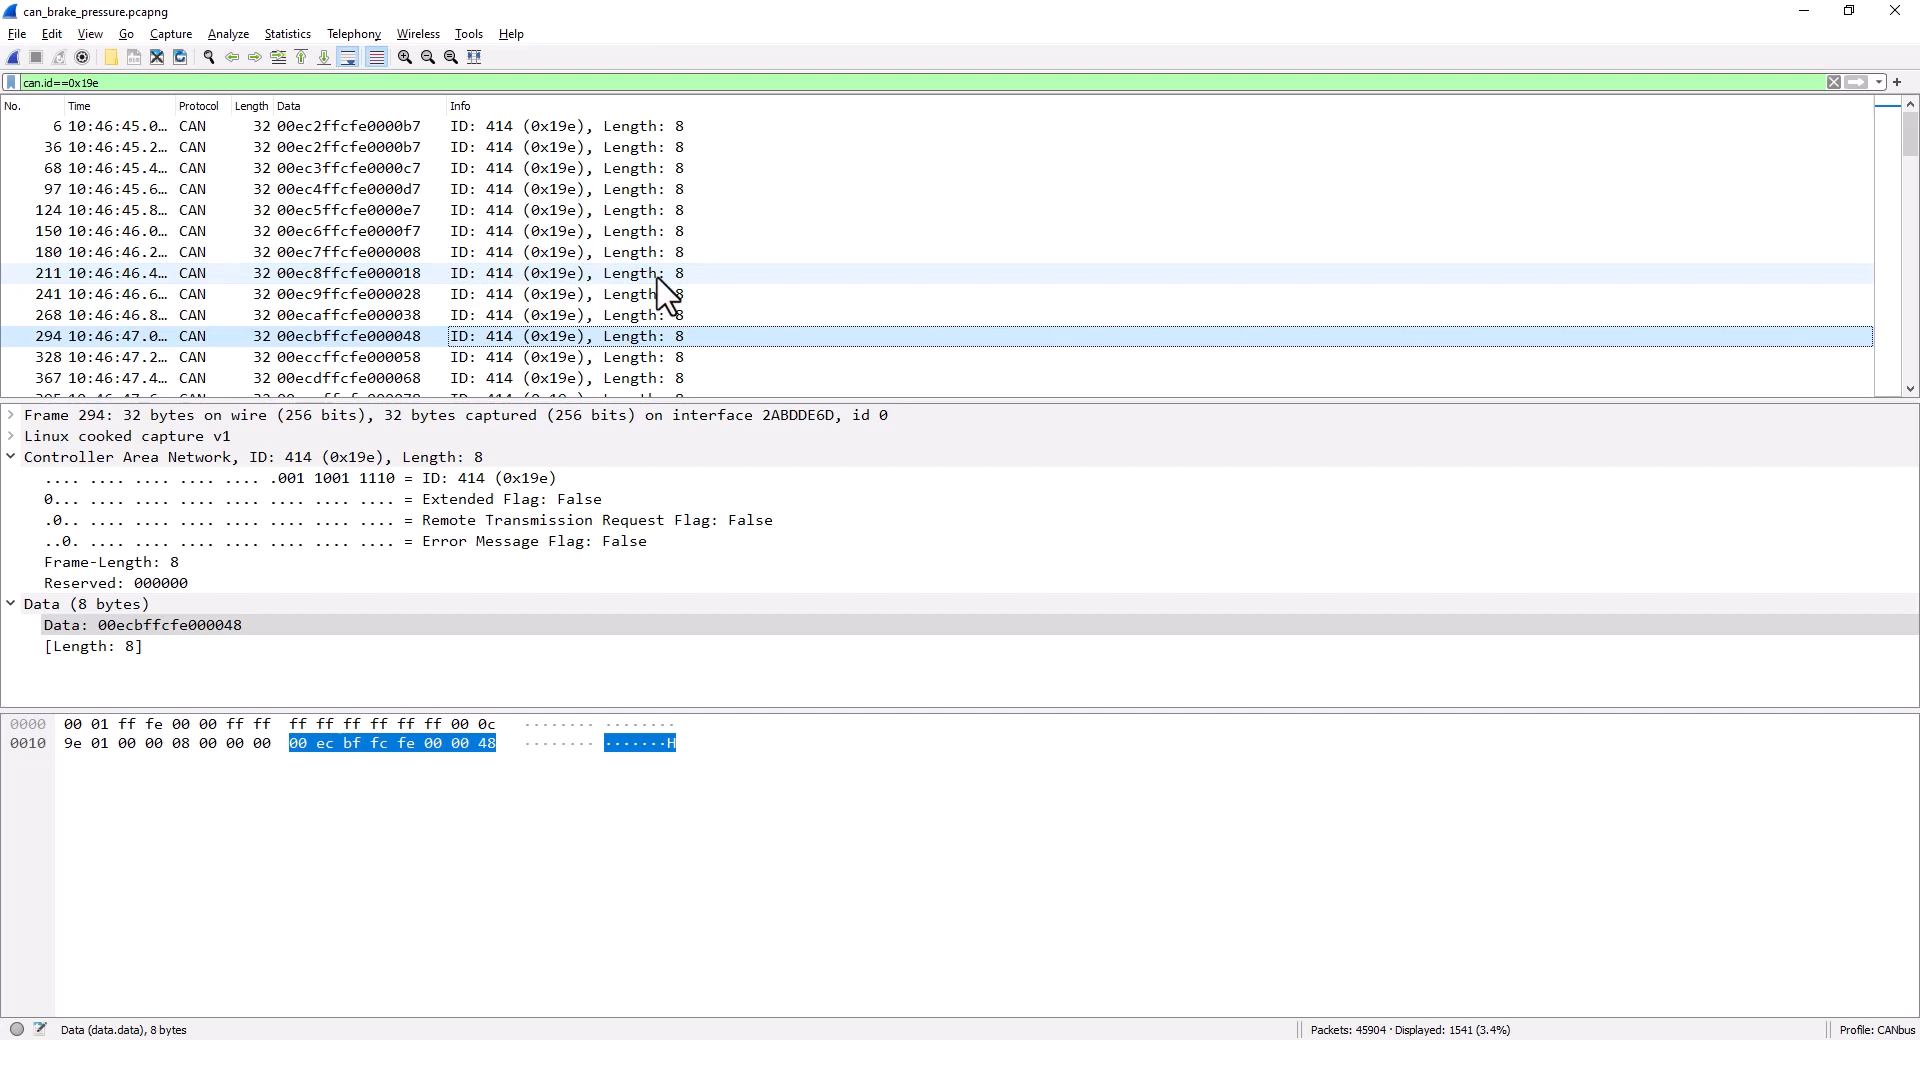 can_brake_pressure.pcapng
File Edit View Go Capture Analyze Statistics Telephony Wireless Tools Help
can.id==0x19e
No. Time Protocol Length Data Info
6 10:46:45.0… CAN 32 00ec2ffcfe0000b7 ID: 414 (0x19e), Length: 8
36 10:46:45.2… CAN 32 00ec2ffcfe0000b7 ID: 414 (0x19e), Length: 8
68 10:46:45.4… CAN 32 00ec3ffcfe0000c7 ID: 414 (0x19e), Length: 8
97 10:46:45.6… CAN 32 00ec4ffcfe0000d7 ID: 414 (0x19e), Length: 8
124 10:46:45.8… CAN 32 00ec5ffcfe0000e7 ID: 414 (0x19e), Length: 8
150 10:46:46.0… CAN 32 00ec6ffcfe0000f7 ID: 414 (0x19e), Length: 8
180 10:46:46.2… CAN 32 00ec7ffcfe000008 ID: 414 (0x19e), Length: 8
211 10:46:46.4… CAN 32 00ec8ffcfe000018 ID: 414 (0x19e), Length: 8
241 10:46:46.6… CAN 32 00ec9ffcfe000028 ID: 414 (0x19e), Length 8
268 10:46:46.8… CAN 32 00ecaffcfe000038 ID: 414 (0x19e), Length: 8
294 10:46:47.0… CAN 32 00ecbffcfe000048 ID: 414 (0x19e), Length: 8
328 10:46:47.2… CAN 32 00eccffcfe000058 ID: 414 (0x19e), Length: 8
367 10:46:47.4… CAN 32 00ecdffcfe000068 ID: 414 (0x19e), Length: 8
Frame 294: 32 bytes on wire (256 bits), 32 bytes captured (256 bits) on interface 2ABDDE6D, id 0
Linux cooked capture v1
Controller Area Network, ID: 414 (0x19e), Length: 8
.... .... .... .... .... .001 1001 1110 = ID: 414 (0x19e)
0... .... .... .... .... .... .... .... = Extended Flag: False
.0.. .... .... .... .... .... .... .... = Remote Transmission Request Flag: False
..0. .... .... .... .... .... .... .... = Error Message Flag: False
Frame-Length: 8
Reserved: 000000
Data (8 bytes)
Data: 00ecbffcfe000048
[Length: 8]
0000 00 01 ff fe 00 00 ff ff ff ff ff ff ff ff 00 0c ········ ········
0010 9e 01 00 00 08 00 00 00 00 ec bf fc fe 00 00 48 ········ ·······H
Data (data.data), 8 bytes
Packets: 45904 · Displayed: 1541 (3.4%)
Profile: CANbus